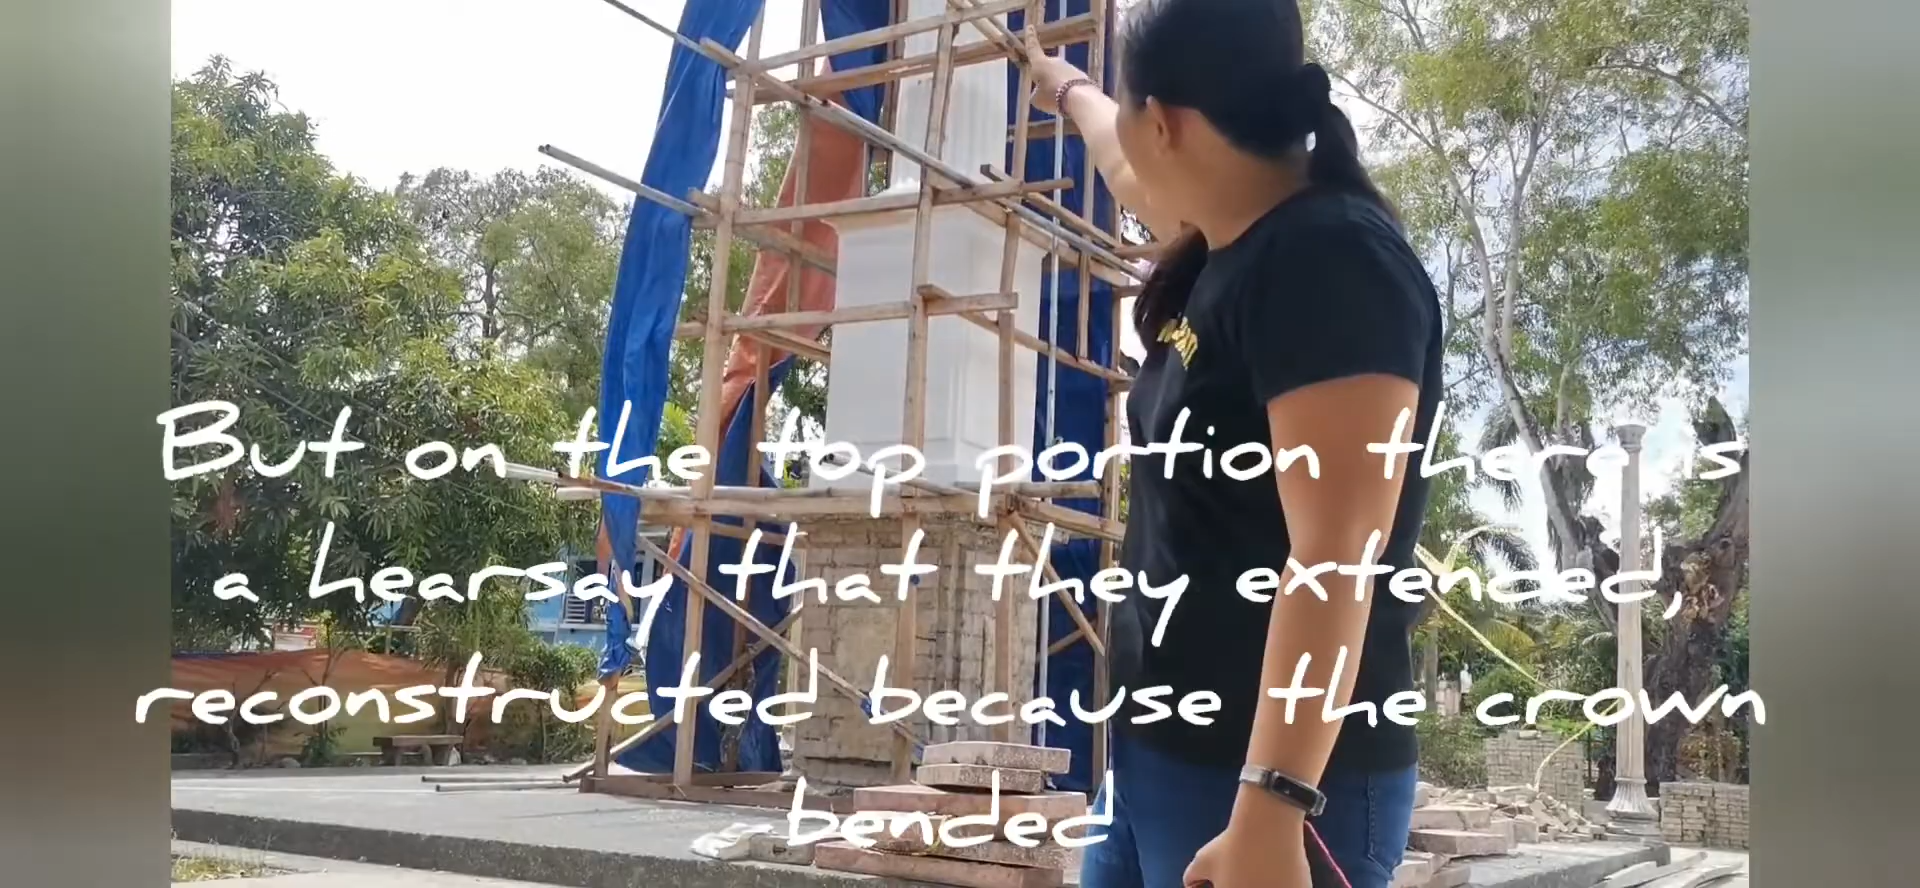 But on the top portion there is
a hearsay that they extended,
reconstructed because the crown
bended